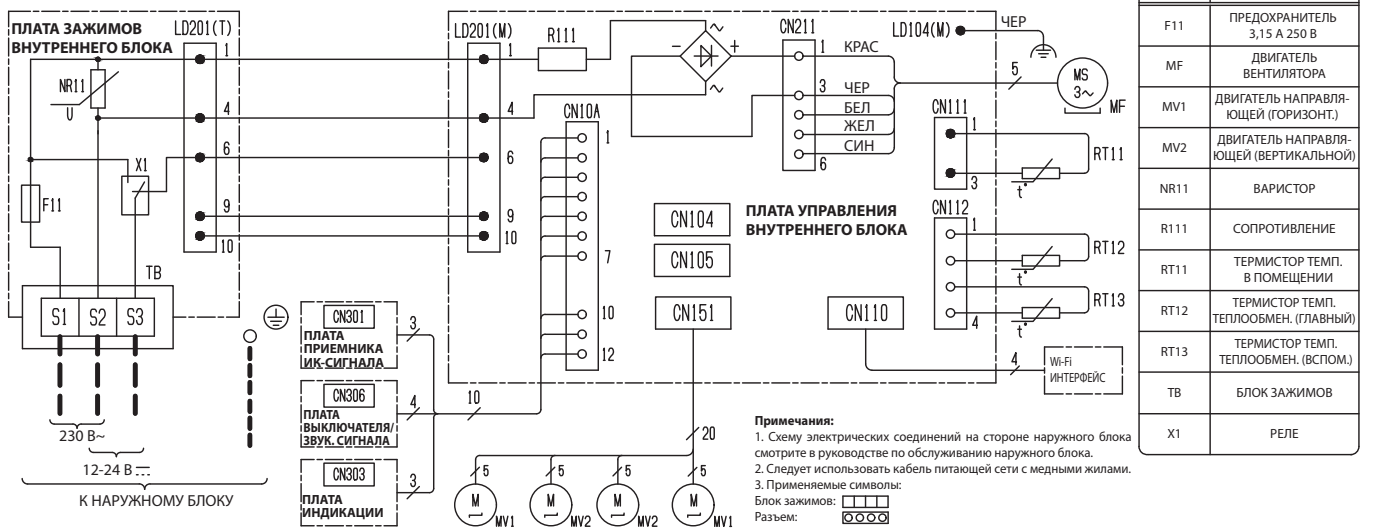 ПЛАТА ЗАЖИМОВ
ВНУТРЕННЕГО БЛОКА
LD201(T)
1
4
6
9
10
NR11
U
X1
F11
TB
S1
S2
S3
230 В~
12-24 В
К НАРУЖНОМУ БЛОКУ
LD201(M)
1
4
6
9
10
R111
CN10A
1
7
10
12
-
+
~
~
CN211
1
3
6
КРАС
ЧЕР
БЕЛ
ЖЕЛ
СИН
LD104(M)
ЧЕР
5
MS
3~
MF
CN111
1
3
RT11
t°
CN112
1
4
RT12
t°
RT13
t°
CN104
CN105
CN151
CN110
ПЛАТА УПРАВЛЕНИЯ
ВНУТРЕННЕГО БЛОКА
4
Wi-Fi
ИНТЕРФЕЙС
CN301
ПЛАТА
ПРИЕМНИКА
ИК-СИГНАЛА
3
CN306
ПЛАТА
ВЫКЛЮЧАТЕЛЯ/
ЗВУК. СИГНАЛА
4
CN303
ПЛАТА
ИНДИКАЦИИ
3
10
20
5
5
5
5
M
MV1
M
MV2
M
MV2
M
MV1
Примечания:
1. Схему электрических соединений на стороне наружного блока
смотрите в руководстве по обслуживанию наружного блока.
2. Следует использовать кабель питающей сети с медными жилами.
3. Применяемые символы:
Блок зажимов:
Разъем:
F11 ПРЕДОХРАНИТЕЛЬ
3,15 А 250 В
MF ДВИГАТЕЛЬ
ВЕНТИЛЯТОРА
MV1 ДВИГАТЕЛЬ НАПРАВЛЯ-
ЮЩЕЙ (ГОРИЗОНТ.)
MV2 ДВИГАТЕЛЬ НАПРАВЛЯ-
ЮЩЕЙ (ВЕРТИКАЛЬНОЙ)
NR11 ВАРИСТОР
R111 СОПРОТИВЛЕНИЕ
RT11 ТЕРМИСТОР ТЕМП.
В ПОМЕЩЕНИИ
RT12 ТЕРМИСТОР ТЕМП.
ТЕПЛООБМЕН. (ГЛАВНЫЙ)
RT13 ТЕРМИСТОР ТЕМП.
ТЕПЛООБМЕН. (ВСПОМ.)
TB БЛОК ЗАЖИМОВ
X1 РЕЛЕ